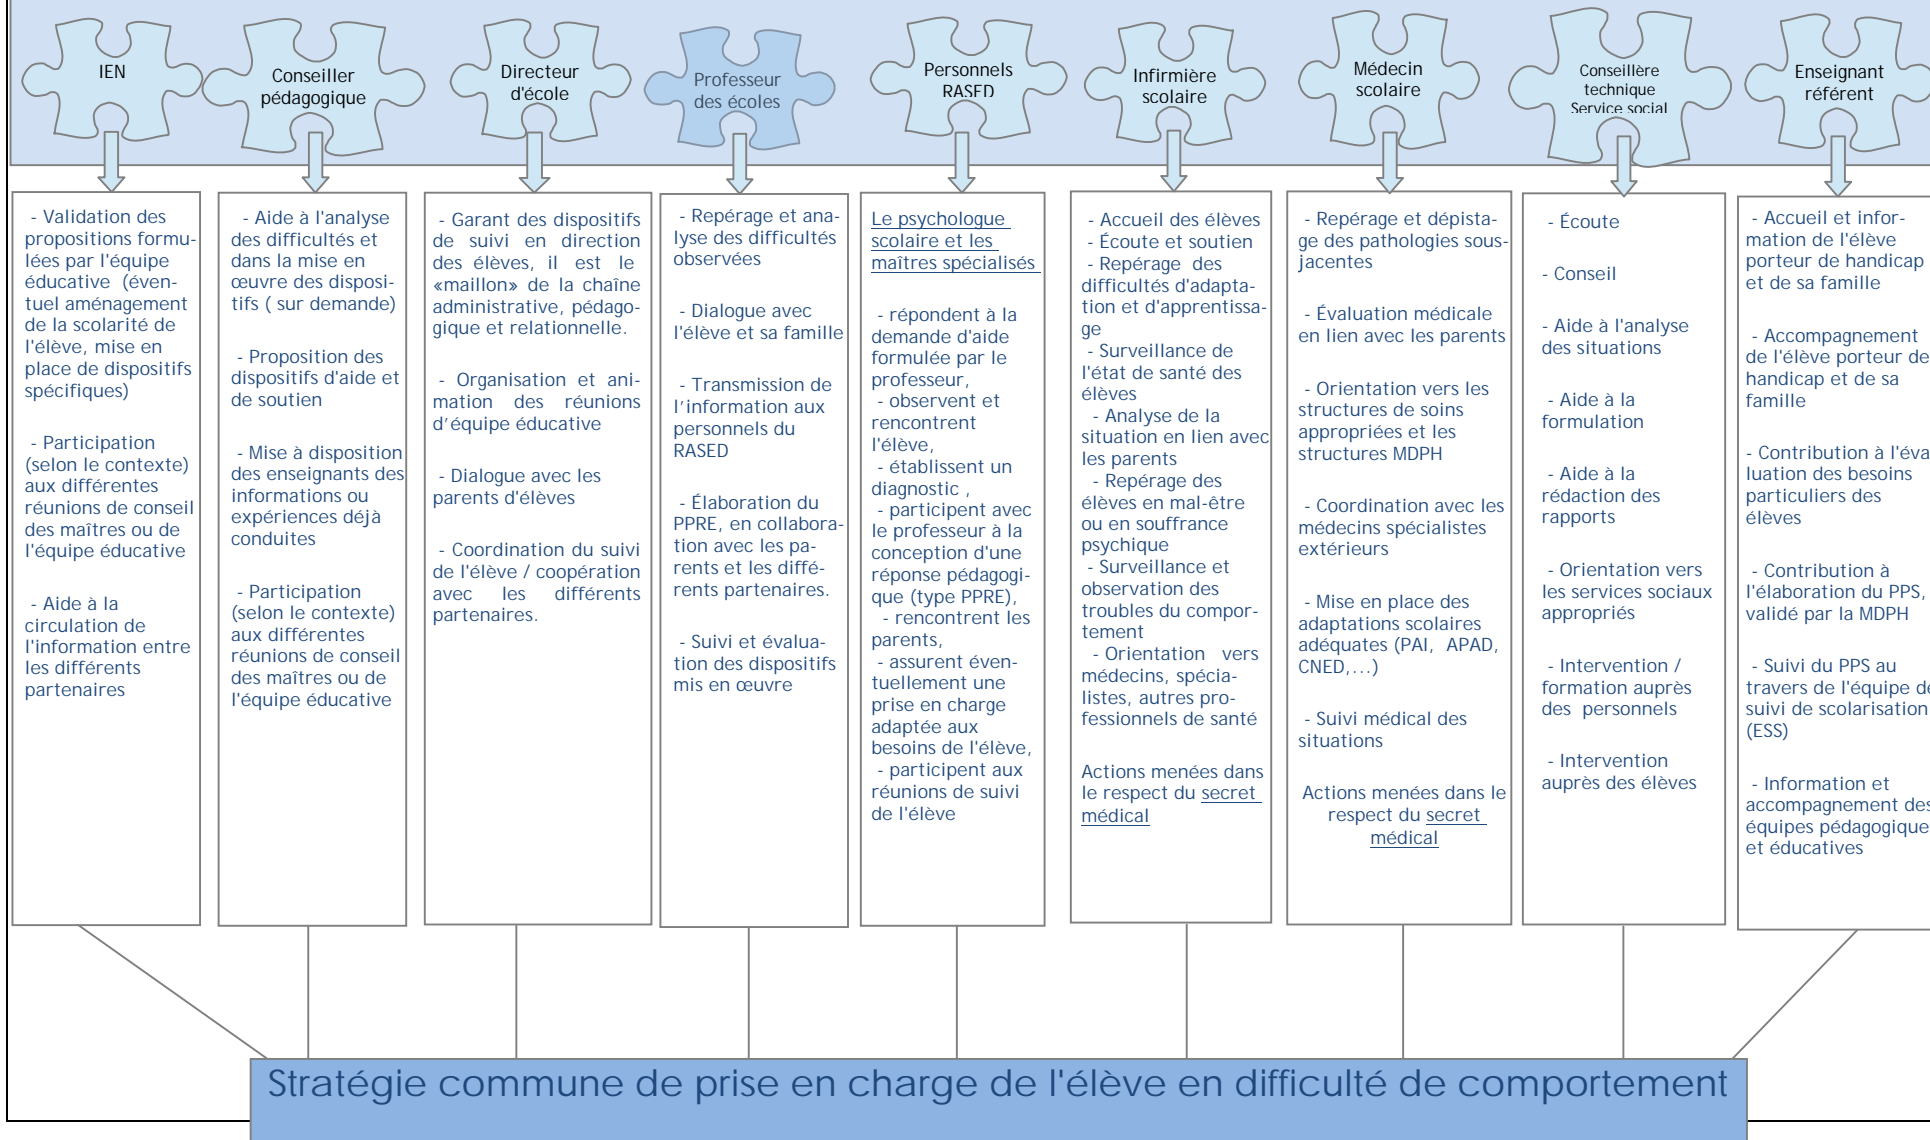 IEN
Conseiller
pédagogique
Directeur
d'école
Professeur
des écoles
Personnels
RASED
Infirmière
scolaire
Médecin
scolaire
Conseillère
technique
Service social
Enseignant
référent
- Validation des
propositions formu-
lées par l'équipe
éducative (éven-
tuel aménagement
de la scolarité de
l'élève, mise en
place de dispositifs
spécifiques)
- Participation
(selon le contexte)
aux différentes
réunions de conseil
des maîtres ou de
l'équipe éducative
- Aide à la
circulation de
l'information entre
les différents
partenaires
- Aide à l'analyse
des difficultés et
dans la mise en
œuvre des disposi-
tifs ( sur demande)
- Proposition des
dispositifs d'aide et
de soutien
- Mise à disposition
des enseignants des
informations ou
expériences déjà
conduites
- Participation
(selon le contexte)
aux différentes
réunions de conseil
des maîtres ou de
l'équipe éducative
- Garant des dispositifs
de suivi en direction
des élèves, il est le
«maillon» de la chaîne
administrative, pédago-
gique et relationnelle.
- Organisation et ani-
mation des réunions
d’équipe éducative
- Dialogue avec les
parents d'élèves
- Coordination du suivi
de l'élève / coopération
avec les différents
partenaires.
- Repérage et ana-
lyse des difficultés
observées
- Dialogue avec
l'élève et sa famille
- Transmission de
l’information aux
personnels du
RASED
- Élaboration du
PPRE, en collabora-
tion avec les pa-
rents et les diffé-
rents partenaires.
- Suivi et évalua-
tion des dispositifs
mis en œuvre
Le psychologue
scolaire et les
maîtres spécialisés
- répondent à la
demande d'aide
formulée par le
professeur,
- observent et
rencontrent
l'élève,
- établissent un
diagnostic ,
- participent avec
le professeur à la
conception d'une
réponse pédagogi-
que (type PPRE),
- rencontrent les
parents,
- assurent éven-
tuellement une
prise en charge
adaptée aux
besoins de l'élève,
- participent aux
réunions de suivi
de l'élève
- Accueil des élèves
- Écoute et soutien
- Repérage des
difficultés d'adapta-
tion et d'apprentissa-
ge
- Surveillance de
l'état de santé des
élèves
- Analyse de la
situation en lien avec
les parents
- Repérage des
élèves en mal-être
ou en souffrance
psychique
- Surveillance et
observation des
troubles du compor-
tement
- Orientation vers
médecins, spécia-
listes, autres pro-
fessionnels de santé
Actions menées dans
le respect du secret
médical
- Repérage et dépista-
ge des pathologies sous-
jacentes
- Évaluation médicale
en lien avec les parents
- Orientation vers les
structures de soins
appropriées et les
structures MDPH
- Coordination avec les
médecins spécialistes
extérieurs
- Mise en place des
adaptations scolaires
adéquates (PAI, APAD,
CNED,...)
- Suivi médical des
situations
Actions menées dans le
respect du secret
médical
- Écoute
- Conseil
- Aide à l'analyse
des situations
- Aide à la
formulation
- Aide à la
rédaction des
rapports
- Orientation vers
les services sociaux
appropriés
- Intervention /
formation auprès
des personnels
- Intervention
auprès des élèves
- Accueil et infor-
mation de l'élève
porteur de handicap
et de sa famille
- Accompagnement
de l'élève porteur de
handicap et de sa
famille
- Contribution à l'éva
luation des besoins
particuliers des
élèves
- Contribution à
l'élaboration du PPS,
validé par la MDPH
- Suivi du PPS au
travers de l'équipe de
suivi de scolarisation
(ESS)
- Information et
accompagnement des
équipes pédagogique
et éducatives
Stratégie commune de prise en charge de l'élève en difficulté de comportement